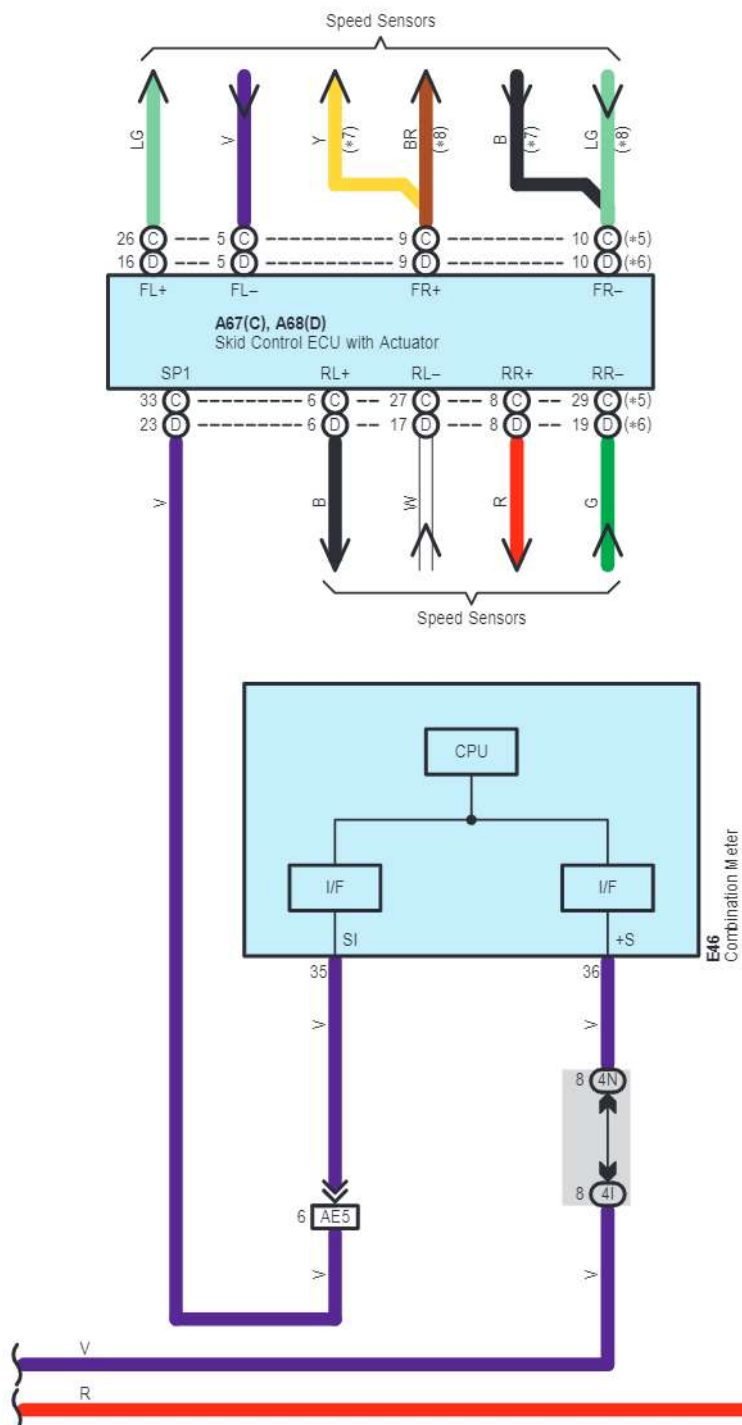 Speed Sensors
LG
V
Y
(*7)
BR
(*8)
B
(*7)
LG
(*8)
26 C 5 C 9 C 10 C (*5)
16 D 5 D 9 D 10 D (*6)
FL+ FL− FR+ FR−
A67(C), A68(D)
Skid Control ECU with Actuator
SP1 RL+ RL− RR+ RR−
33 C 6 C 27 C 8 C 29 C (*5)
23 D 6 D 17 D 8 D 19 D (*6)
V
B
W
R
G
Speed Sensors
CPU
I/F I/F
SI +S
E46
Combination Meter
35 36
V V
8 4N
8 4I
6 AE5
V V
V
R